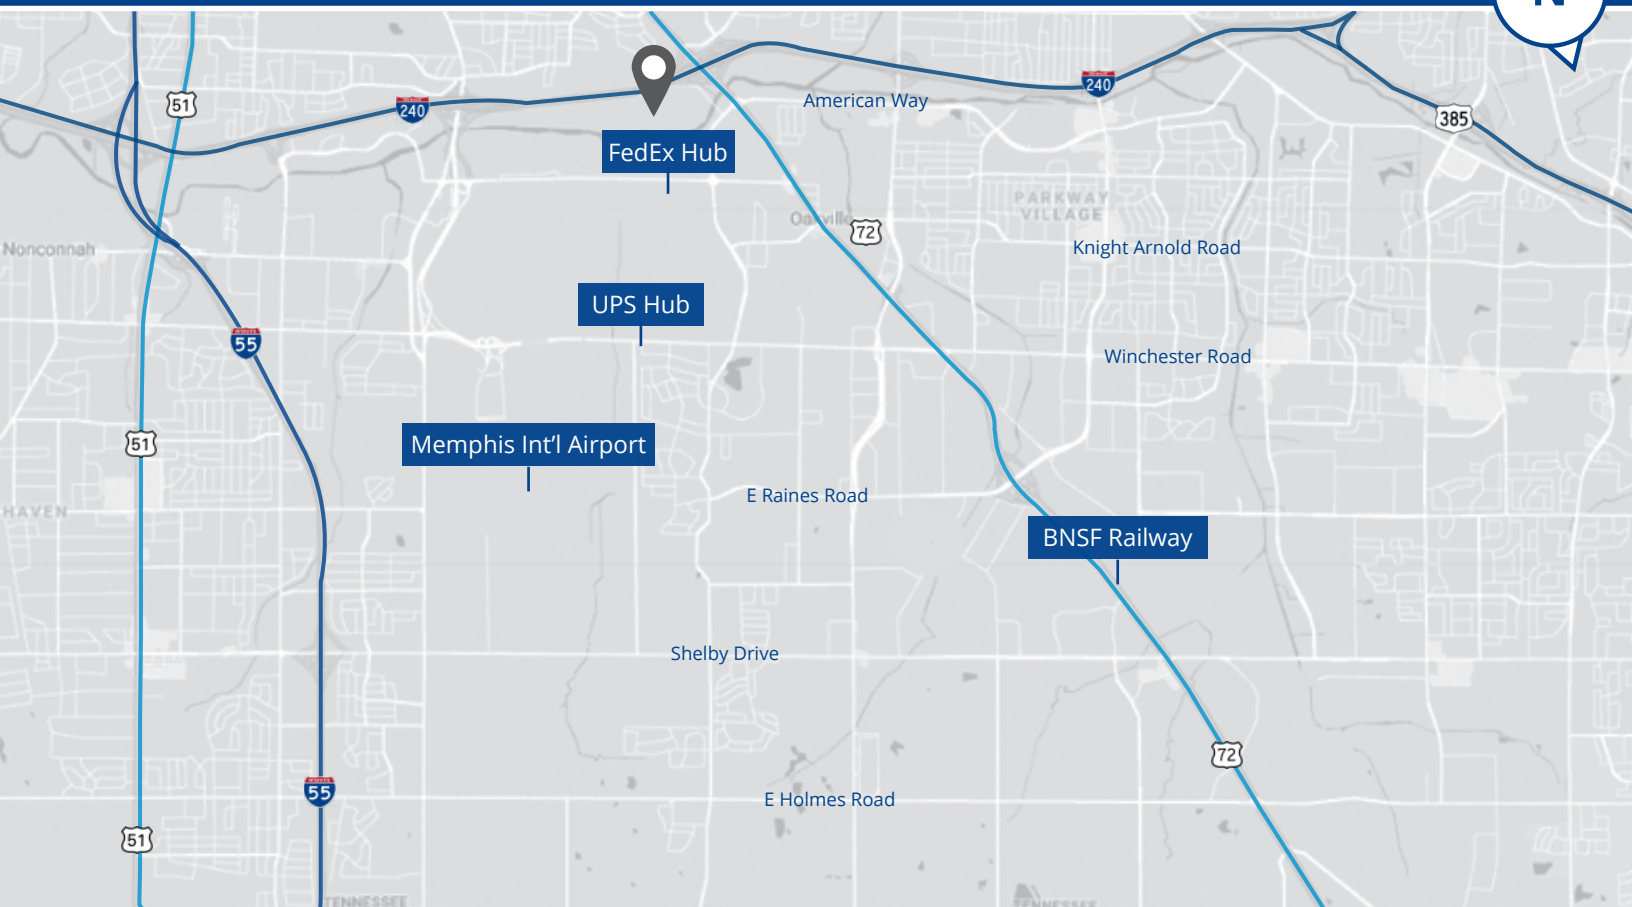 N
51
240
American Way
240
385
FedEx Hub
PARKWAY
VILLAGE
Oakville
72
Nonconnah
Knight Arnold Road
UPS Hub
55
Winchester Road
51
Memphis Int'l Airport
E Raines Road
HAVEN
BNSF Railway
Shelby Drive
72
55
E Holmes Road
51
TENNESSEE
TENNESSEE